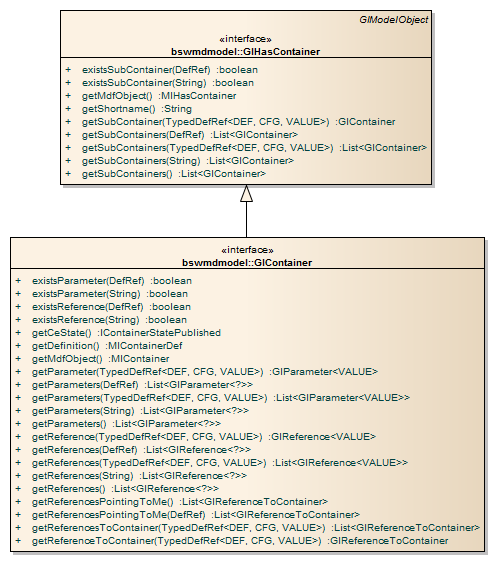 GIModelObject
«interface»
bswmdmodel::GIHasContainer
+ existsSubContainer(DefRef) :boolean
+ existsSubContainer(String) :boolean
+ getMdfObject() :MIHasContainer
+ getShortname() :String
+ getSubContainer(TypedDefRef<DEF, CFG, VALUE>) :GIContainer
+ getSubContainers(DefRef) :List<GIContainer>
+ getSubContainers(TypedDefRef<DEF, CFG, VALUE>) :List<GIContainer>
+ getSubContainers(String) :List<GIContainer>
+ getSubContainers() :List<GIContainer>
«interface»
bswmdmodel::GIContainer
+ existsParameter(DefRef) :boolean
+ existsParameter(String) :boolean
+ existsReference(DefRef) :boolean
+ existsReference(String) :boolean
+ getCeState() :IContainerStatePublished
+ getDefinition() :MIContainerDef
+ getMdfObject() :MIContainer
+ getParameter(TypedDefRef<DEF, CFG, VALUE>) :GIParameter<VALUE>
+ getParameters(DefRef) :List<GIParameter<?>>
+ getParameters(TypedDefRef<DEF, CFG, VALUE>) :List<GIParameter<VALUE>>
+ getParameters(String) :List<GIParameter<?>>
+ getParameters() :List<GIParameter<?>>
+ getReference(TypedDefRef<DEF, CFG, VALUE>) :GIReference<VALUE>
+ getReferences(DefRef) :List<GIReference<?>>
+ getReferences(TypedDefRef<DEF, CFG, VALUE>) :List<GIReference<VALUE>>
+ getReferences(String) :List<GIReference<?>>
+ getReferences() :List<GIReference<?>>
+ getReferencesPointingToMe() :List<GIReferenceToContainer>
+ getReferencesPointingToMe(DefRef) :List<GIReferenceToContainer>
+ getReferencesToContainer(TypedDefRef<DEF, CFG, VALUE>) :List<GIReferenceToContainer>
+ getReferenceToContainer(TypedDefRef<DEF, CFG, VALUE>) :GIReferenceToContainer